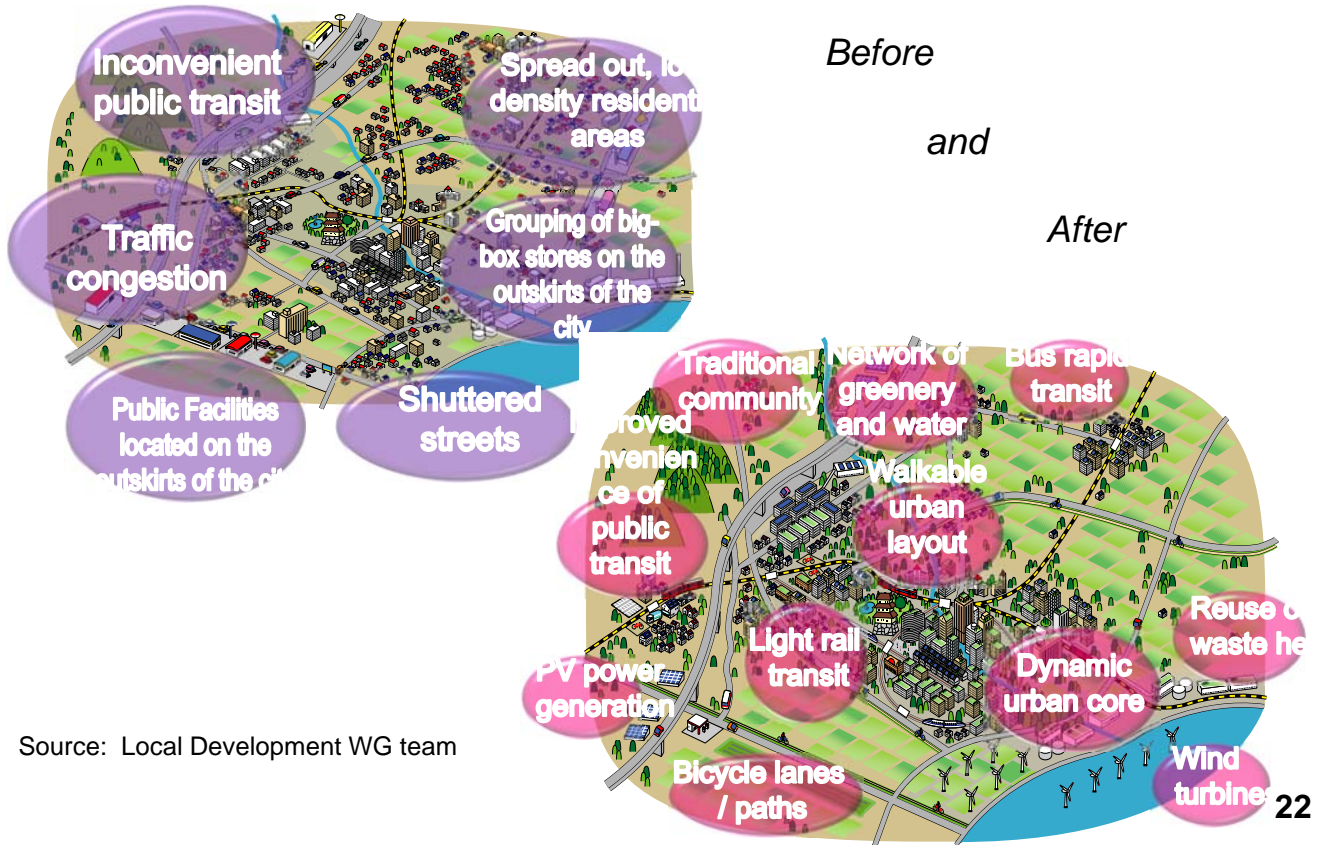 Before
and
After
Inconvenient
public transit
Spread out, lo
density resident
areas
Traffic
congestion
Grouping of big-
box stores on the
outskirts of the
city
Public Facilities
located on the
outskirts of the cit
Shuttered
streets
Traditional
community
Network of
greenery
and water
Bus rapid
transit
mproved
nvenien
ce of
public
transit
Walkable
urban
layout
Reuse o
waste he
Light rail
transit
Dynamic
urban core
PV power
generation
Bicycle lanes
/ paths
Wind
turbines
Source: Local Development WG team
22